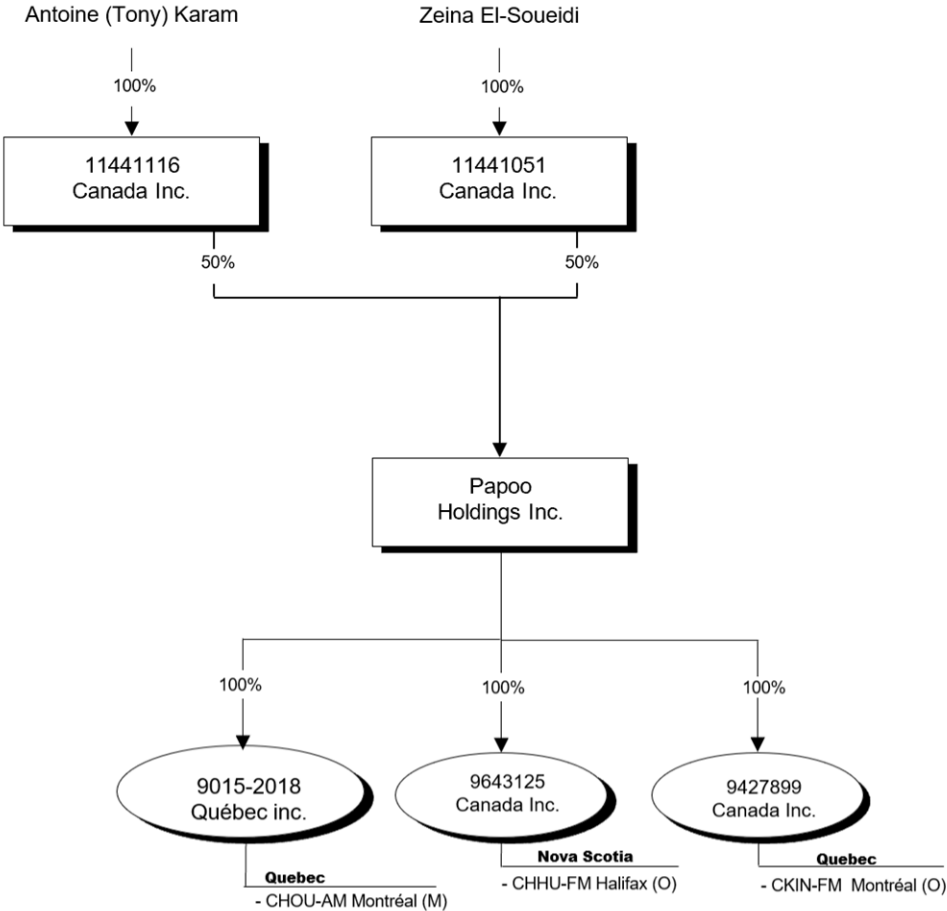 Antoine (Tony) Karam
Zeina El-Soueidi
100%
100%
11441116
Canada Inc.
11441051
Canada Inc.
50%
50%
Papoo
Holdings Inc.
100%
100%
100%
9015-2018
Québec inc.
9643125
Canada Inc.
9427899
Canada Inc.
Quebec
- CHOU-AM Montréal (M)
Nova Scotia
- CHHU-FM Halifax (O)
Quebec
- CKIN-FM Montréal (O)